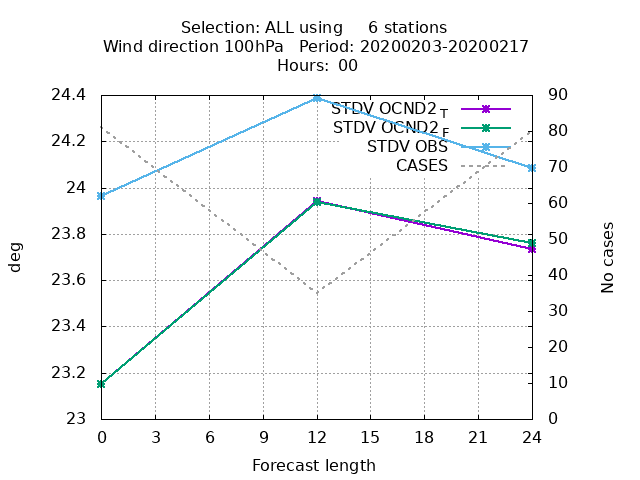 Selection: ALL using     6 stations
Wind direction 100hPa   Period: 20200203-20200217
Hours: 00
24.4
24.2
24
23.8
23.6
23.4
23.2
23
90
80
70
60
50
40
30
20
10
0
STDV OCND2_T
STDV OCND2_F
STDV OBS
CASES
deg
No cases
0 3 6 9 12 15 18 21 24
Forecast length